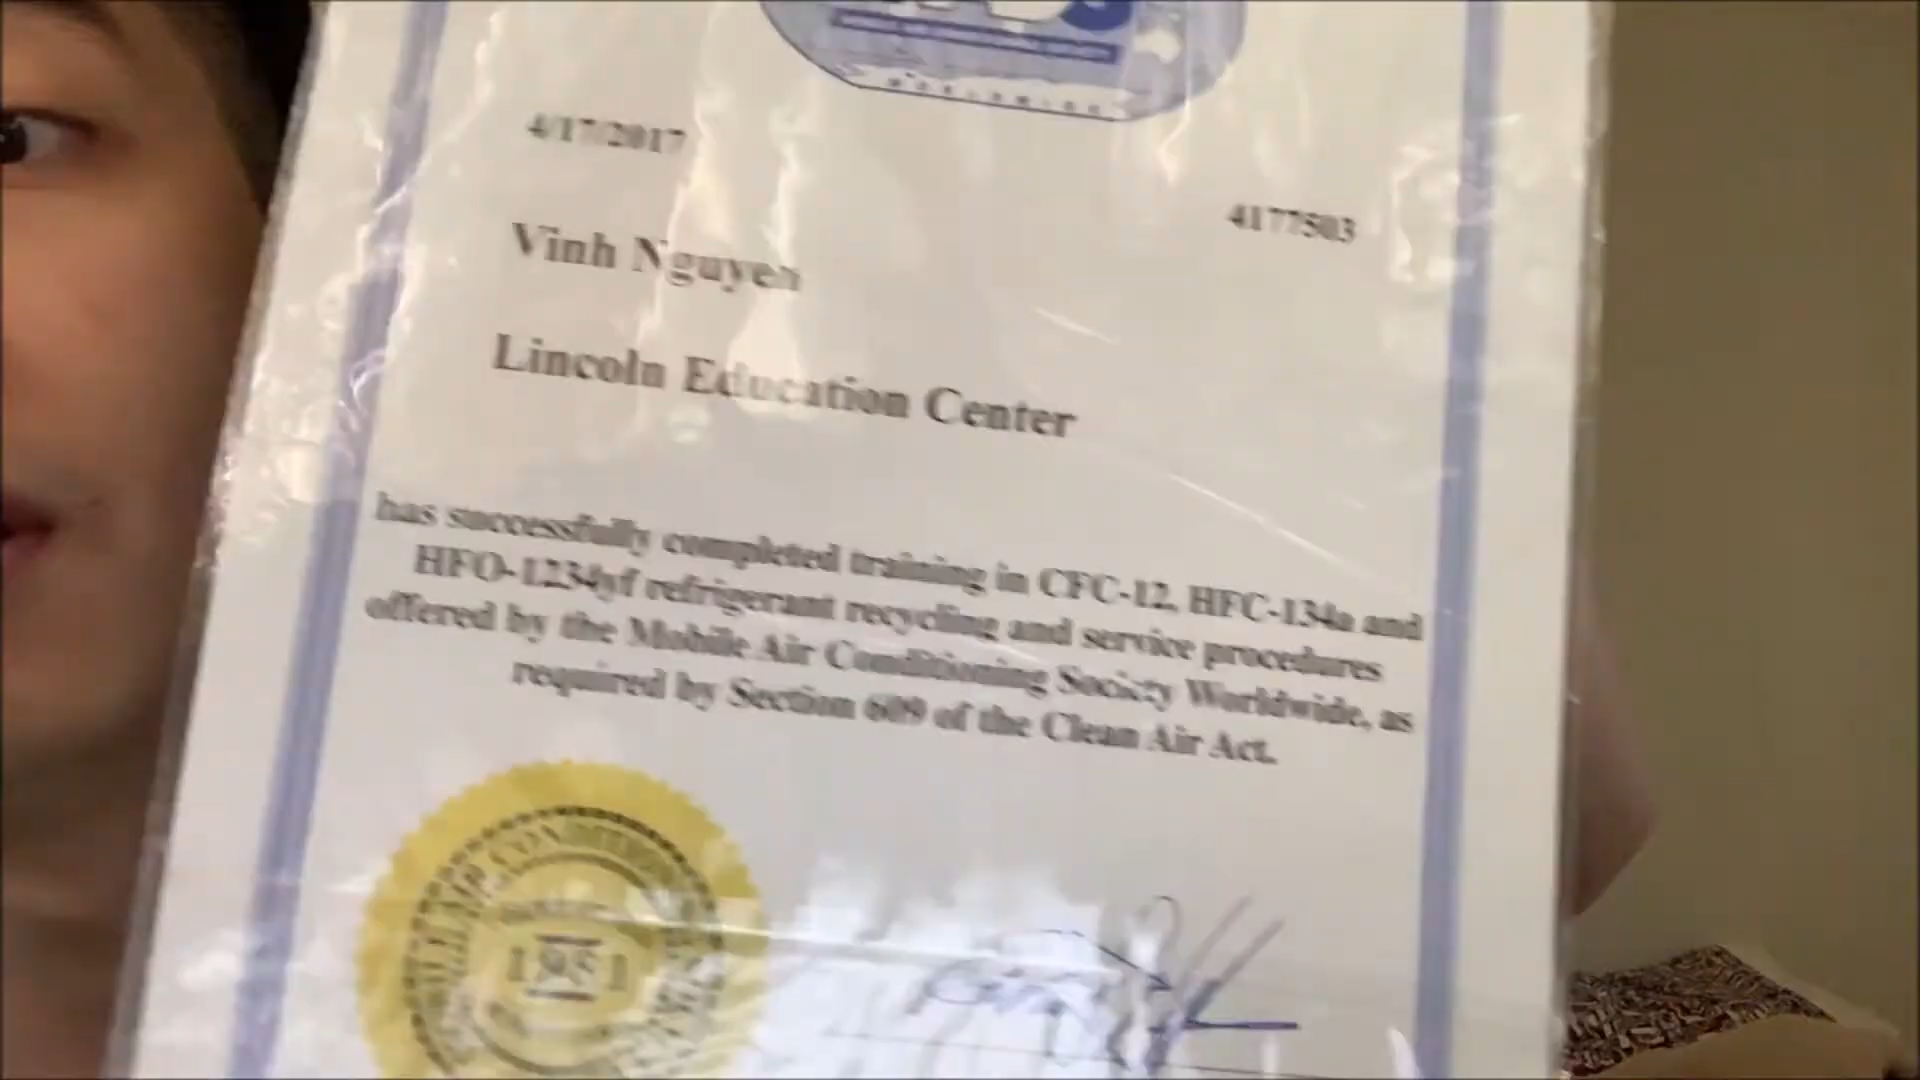 WORLDWIDE
4/17/2017
4177503
Vinh Nguyen
Lincoln Education Center
has successfully completed training in CFC-12, HFC-134a and
HFO-1234yf refrigerant recycling and service procedures
offered by the Mobile Air Conditioning Society Worldwide, as
required by Section 609 of the Clean Air Act.